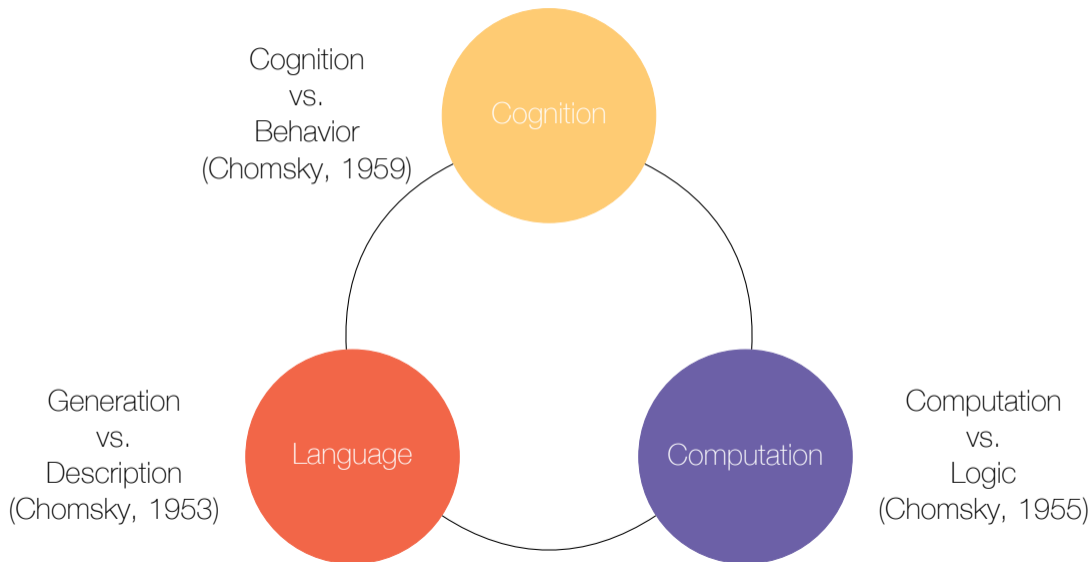 Cognition
vs.
Behavior
(Chomsky, 1959)
Cognition
Generation
vs.
Description
(Chomsky, 1953)
Language
Computation
Computation
vs.
Logic
(Chomsky, 1955)